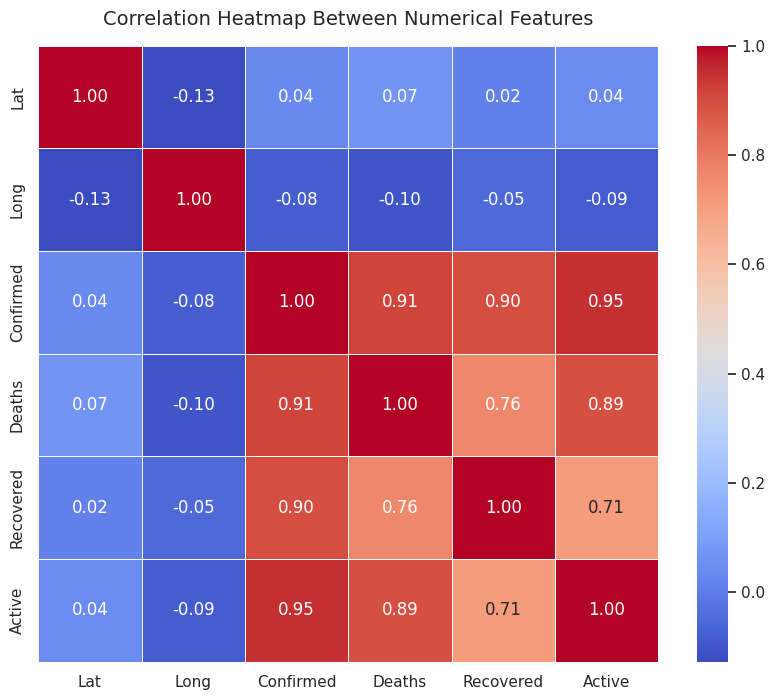 Correlation Heatmap Between Numerical Features
Lat 1.00 -0.13 0.04 0.07 0.02 0.04
Long -0.13 1.00 -0.08 -0.10 -0.05 -0.09
Confirmed 0.04 -0.08 1.00 0.91 0.90 0.95
Deaths 0.07 -0.10 0.91 1.00 0.76 0.89
Recovered 0.02 -0.05 0.90 0.76 1.00 0.71
Active 0.04 -0.09 0.95 0.89 0.71 1.00
Lat Long Confirmed Deaths Recovered Active
1.0
0.8
0.6
0.4
0.2
0.0